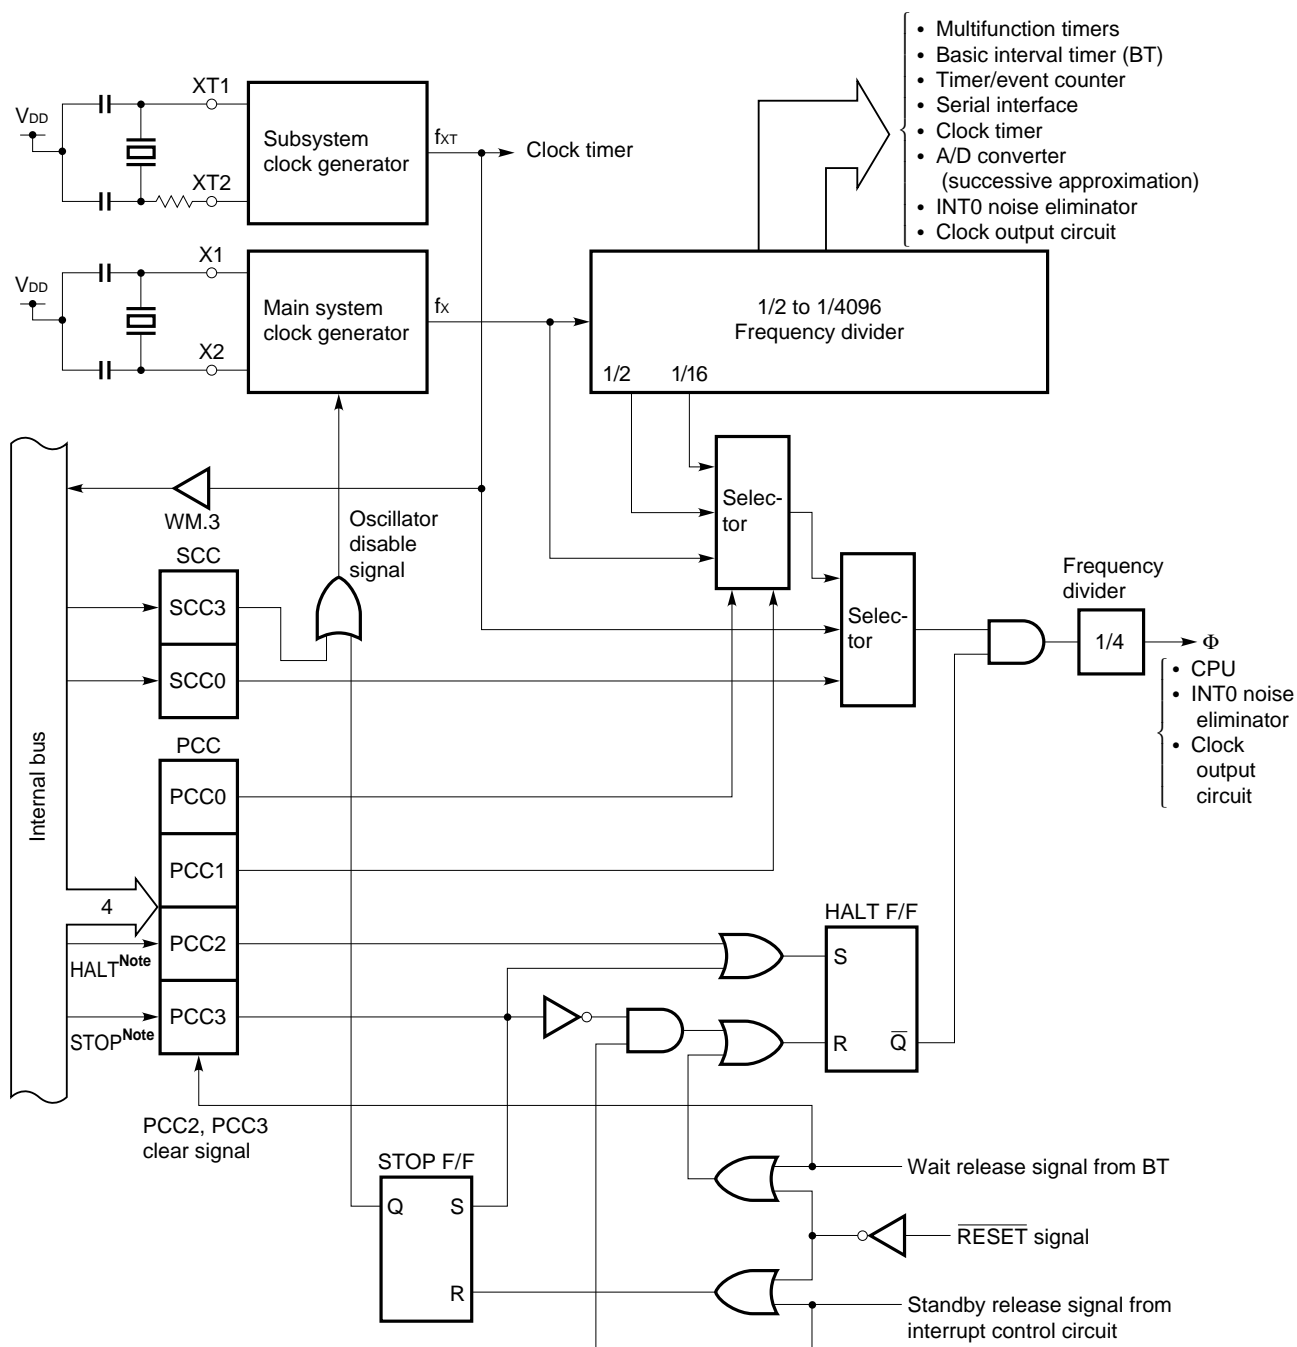 • Multifunction timers
• Basic interval timer (BT)
• Timer/event counter
• Serial interface
• Clock timer
• A/D converter
(successive approximation)
• INT0 noise eliminator
• Clock output circuit
XT1
VDD
Subsystem
clock generator
fXT
Clock timer
XT2
X1
VDD
Main system
clock generator
fX
X2
1/2 to 1/4096
Frequency divider
1/2
1/16
Selec-
tor
WM.3
Oscillator
disable
signal
SCC
SCC3
SCC0
Selec-
tor
Frequency
divider
1/4
Φ
• CPU
• INT0 noise
eliminator
• Clock
output
circuit
Internal bus
PCC
PCC0
PCC1
4
PCC2
HALTNote
PCC3
STOPNote
HALT F/F
S
R
Q̅
PCC2, PCC3
clear signal
STOP F/F
Q
S
R
Wait release signal from BT
R̅E̅S̅E̅T̅ signal
Standby release signal from
interrupt control circuit